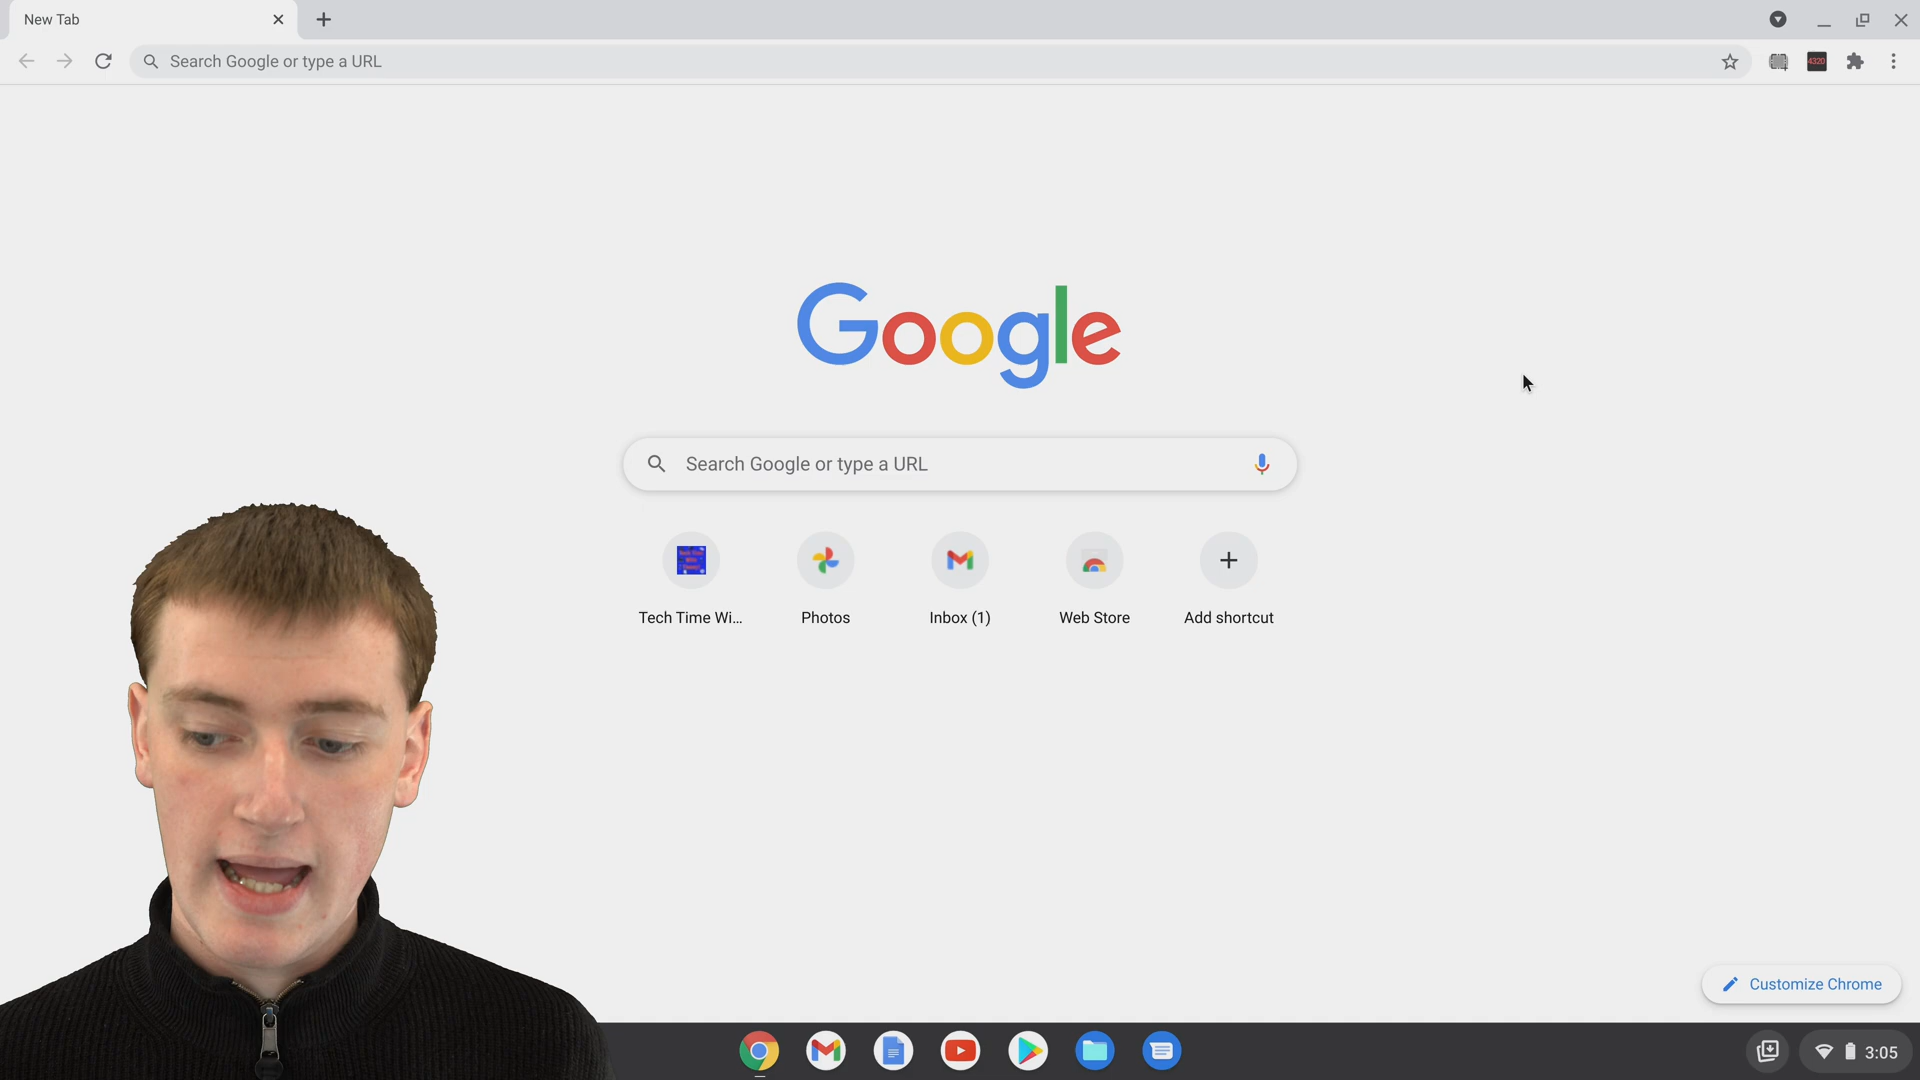 New Tab
Search Google or type a URL
4320
Google
Search Google or type a URL
Tech Time Wi...
Photos
Inbox (1)
Web Store
Add shortcut
Customize Chrome
3:05